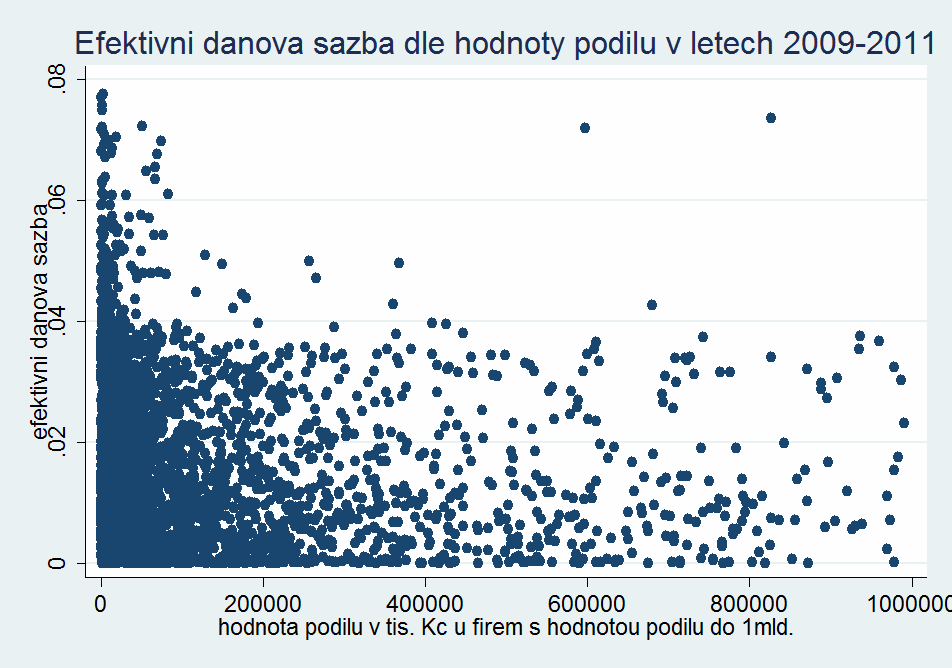 Efektivni danova sazba dle hodnoty podilu v letech 2009-2011
efektivni danova sazba
.08
.06
.04
.02
0
0 200000 400000 600000 800000 1000000
hodnota podilu v tis. Kc u firem s hodnotou podilu do 1mld.